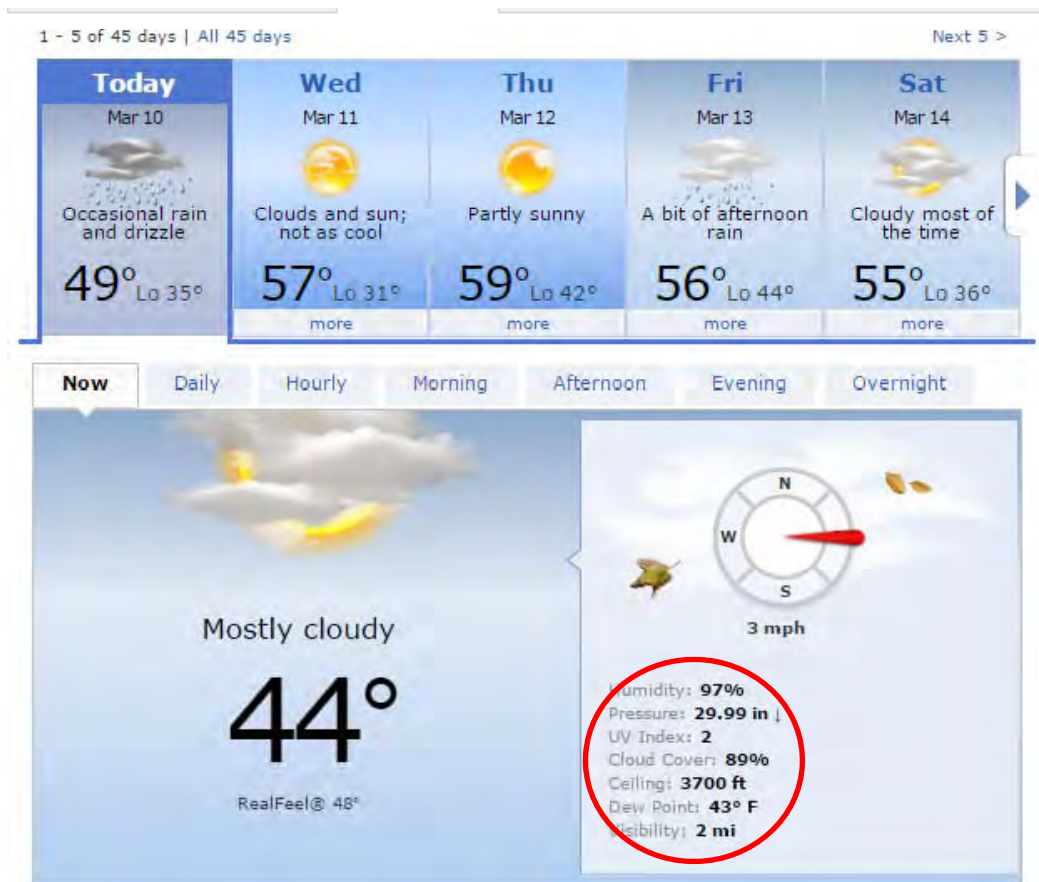 1 - 5 of 45 days | All 45 days
Next 5 >
Today
Mar 10
Occasional rain
and drizzle
49° Lo 35°
Wed
Mar 11
Clouds and sun;
not as cool
57° Lo 31°
more
Thu
Mar 12
Partly sunny
59° Lo 42°
more
Fri
Mar 13
A bit of afternoon
rain
56° Lo 44°
more
Sat
Mar 14
Cloudy most of
the time
55° Lo 36°
more
Now Daily Hourly Morning Afternoon Evening Overnight
Mostly cloudy
44°
RealFeel® 48°
N
W
S
3 mph
Humidity: 97%
Pressure: 29.99 in ↓
UV Index: 2
Cloud Cover: 89%
Ceiling: 3700 ft
Dew Point: 43° F
Visibility: 2 mi